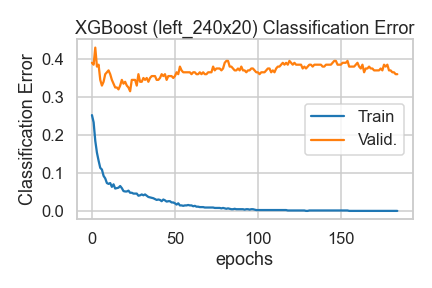 XGBoost (left_240x20) Classification Error
Classification Error
0.4
0.3
0.2
0.1
0.0
Train
Valid.
0
50
100
150
epochs